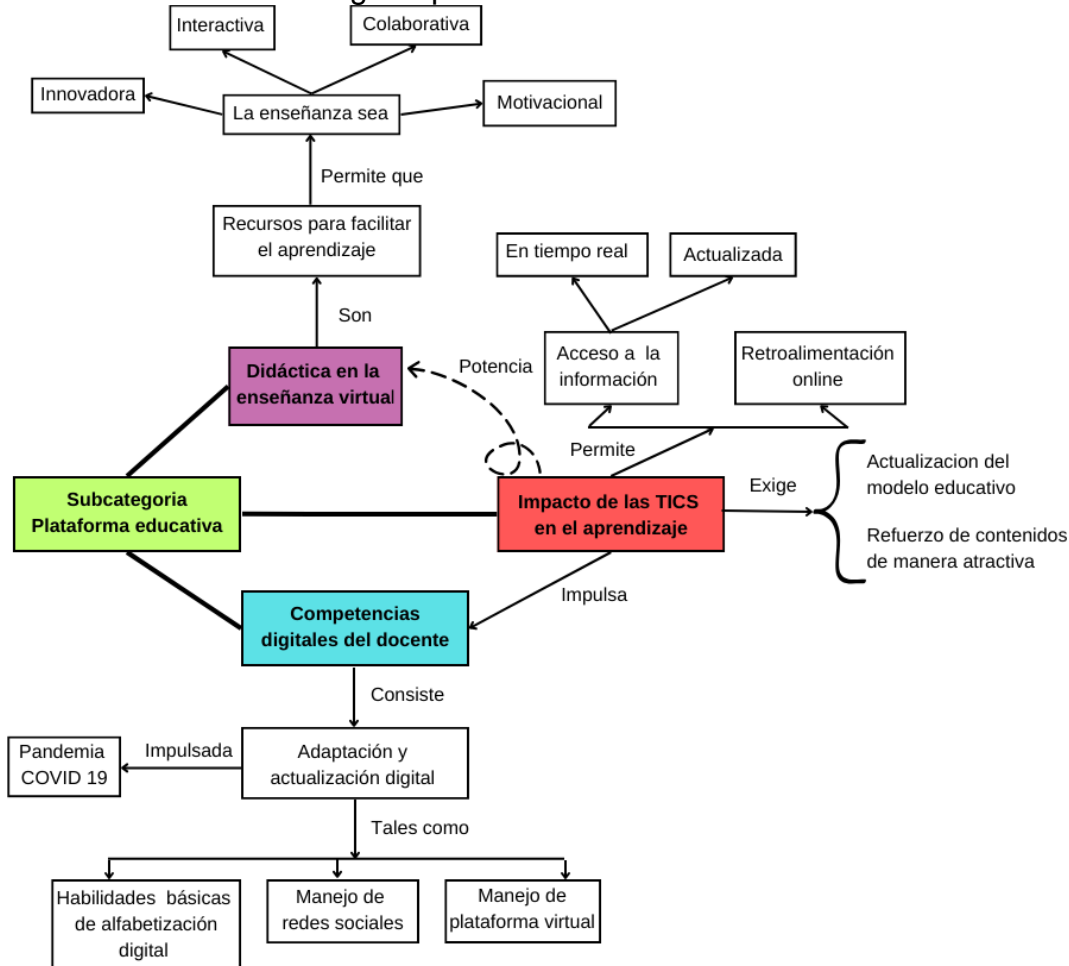 Interactiva
Colaborativa
Innovadora
La enseñanza sea
Motivacional
Permite que
Recursos para facilitar
el aprendizaje
En tiempo real
Actualizada
Son
Didáctica en la
enseñanza virtual
Potencia
Acceso a la
información
Retroalimentación
online
Permite
Subcategoria
Plataforma educativa
Impacto de las TICS
en el aprendizaje
Exige
Actualizacion del
modelo educativo
Refuerzo de contenidos
de manera atractiva
Impulsa
Competencias
digitales del docente
Consiste
Pandemia
COVID 19
Impulsada
Adaptación y
actualización digital
Tales como
Habilidades básicas
de alfabetización
digital
Manejo de
redes sociales
Manejo de
plataforma virtual